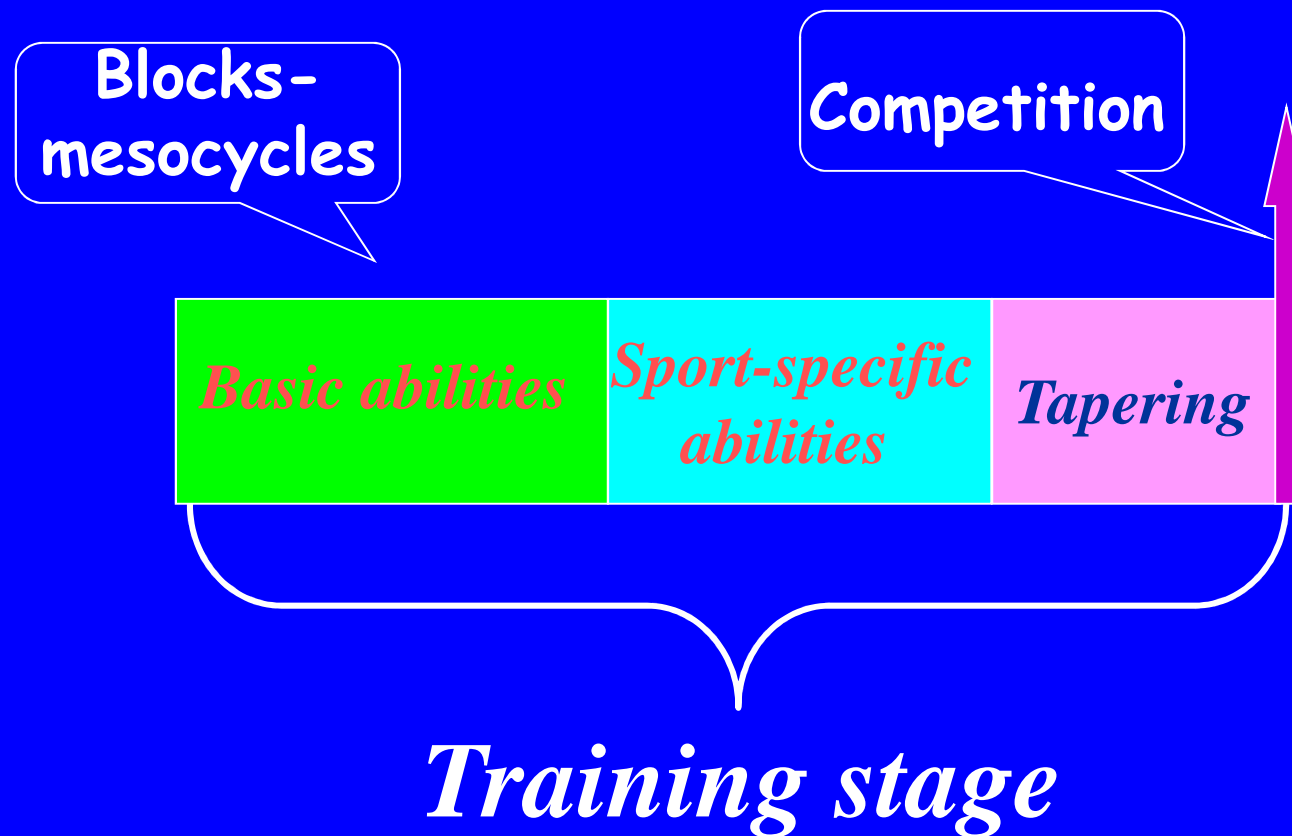 Blocks-
mesocycles
Competition
Basic abilities
Sport-specific
abilities
Tapering
Training stage